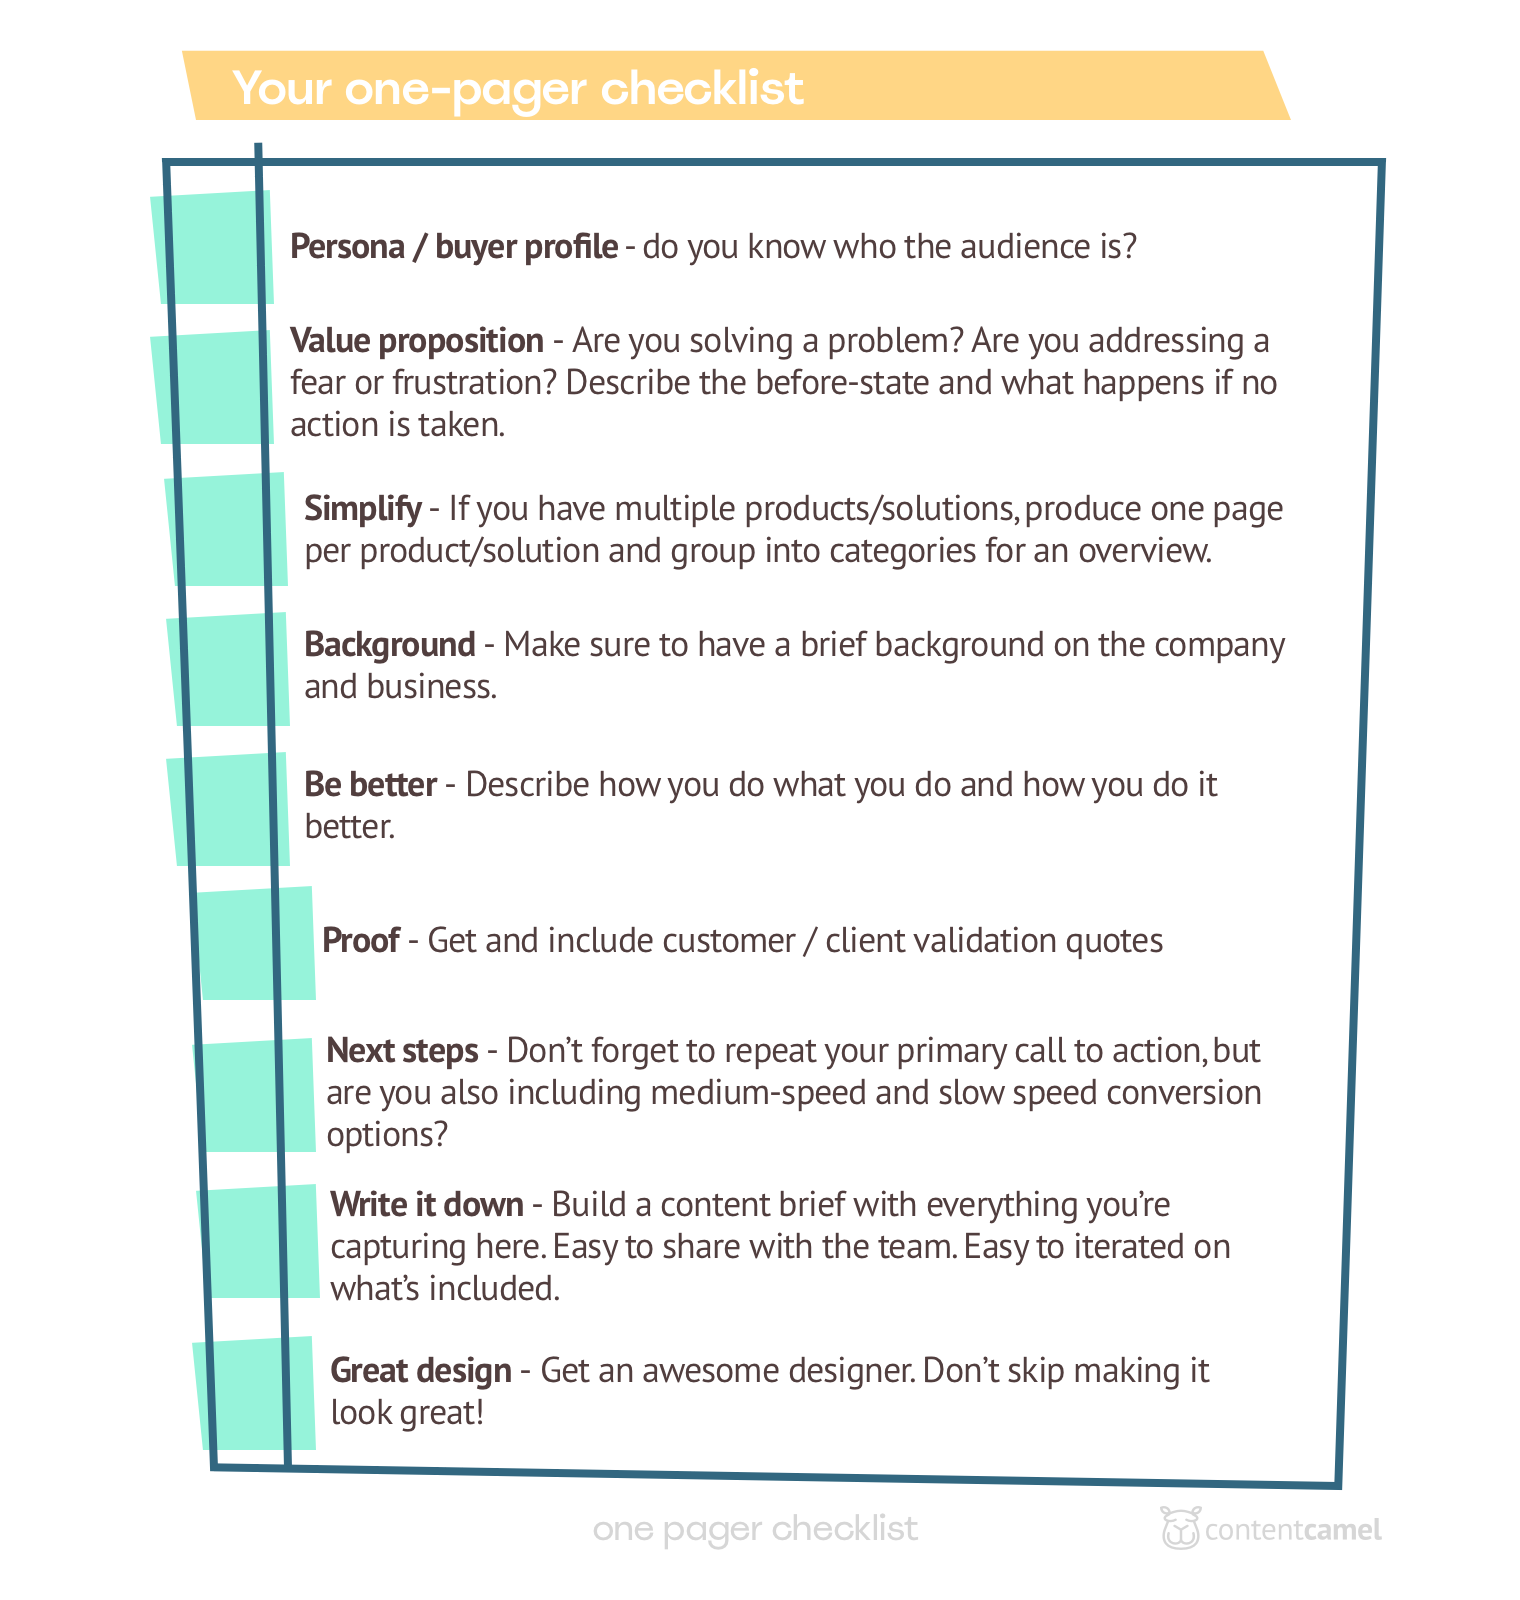 Your one-pager checklist
Persona / buyer profile - do you know who the audience is?
Value proposition - Are you solving a problem? Are you addressing a
fear or frustration? Describe the before-state and what happens if no
action is taken.
Simplify - If you have multiple products/solutions, produce one page
per product/solution and group into categories for an overview.
Background - Make sure to have a brief background on the company
and business.
Be better - Describe how you do what you do and how you do it
better.
Proof - Get and include customer / client validation quotes
Next steps - Don’t forget to repeat your primary call to action, but
are you also including medium-speed and slow speed conversion
options?
Write it down - Build a content brief with everything you’re
capturing here. Easy to share with the team. Easy to iterated on
what’s included.
Great design - Get an awesome designer. Don’t skip making it
look great!
one pager checklist
contentcamel